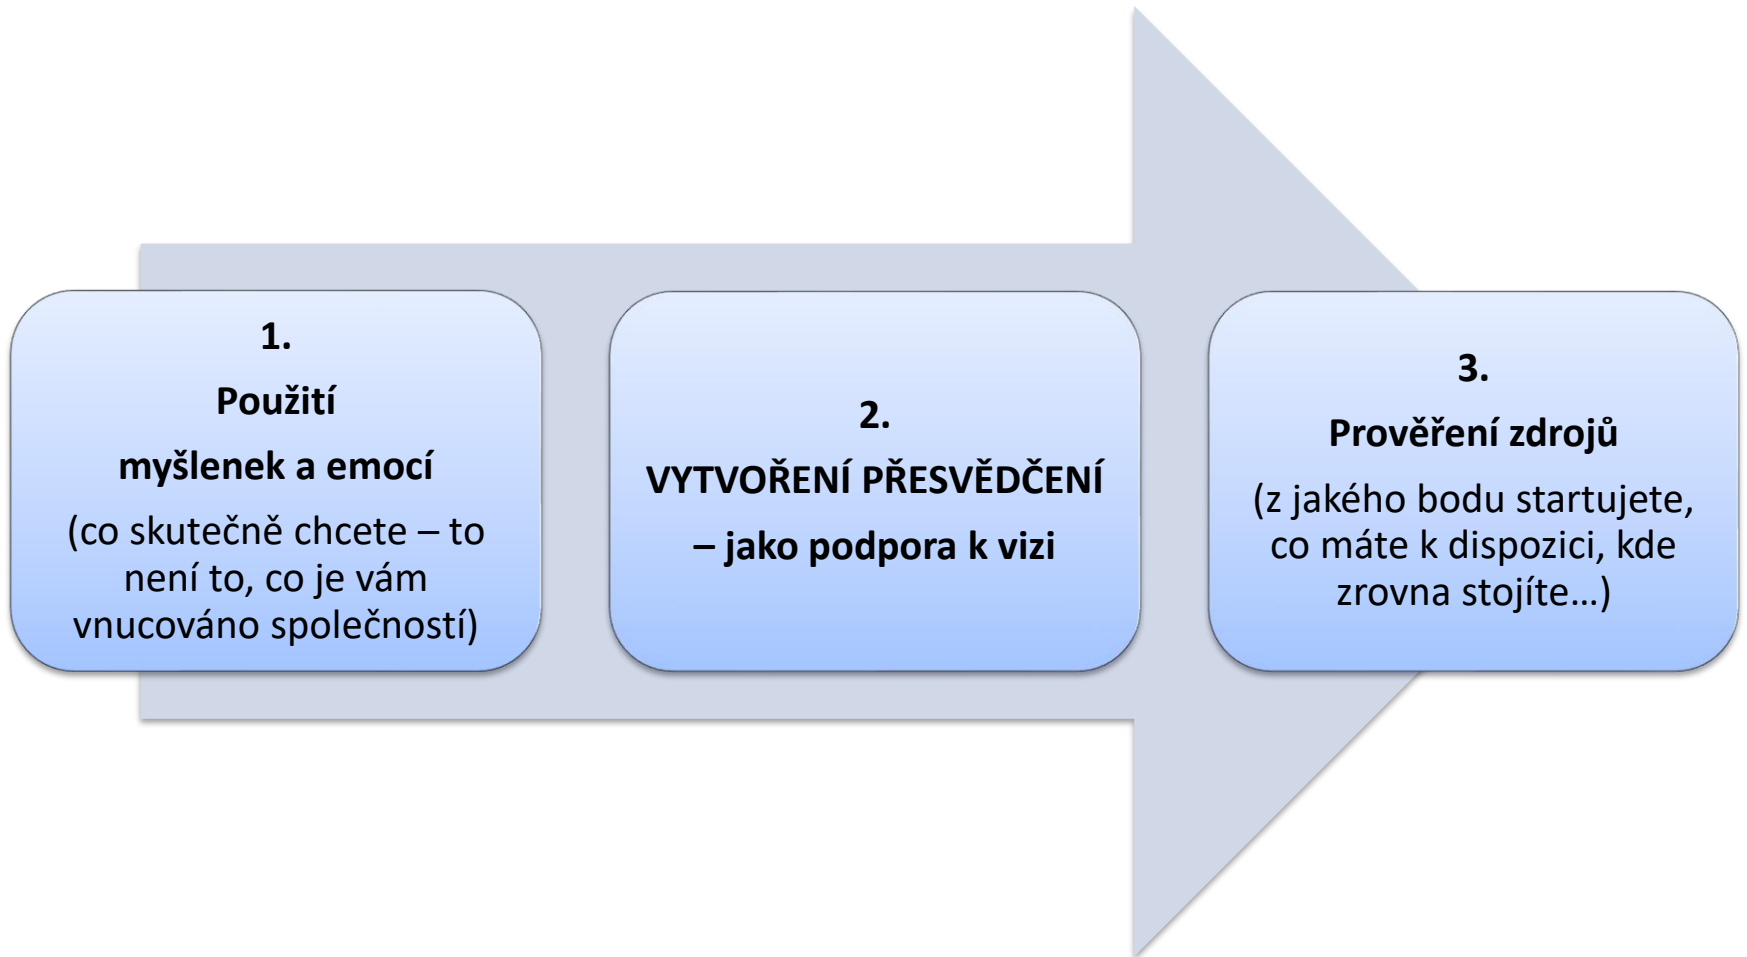 1.
Použití
myšlenek a emocí
(co skutečně chcete – to
není to, co je vám
vnucováno společností)
2.
VYTVOŘENÍ PŘESVĚDČENÍ
– jako podpora k vizi
3.
Prověření zdrojů
(z jakého bodu startujete,
co máte k dispozici, kde
zrovna stojíte…)